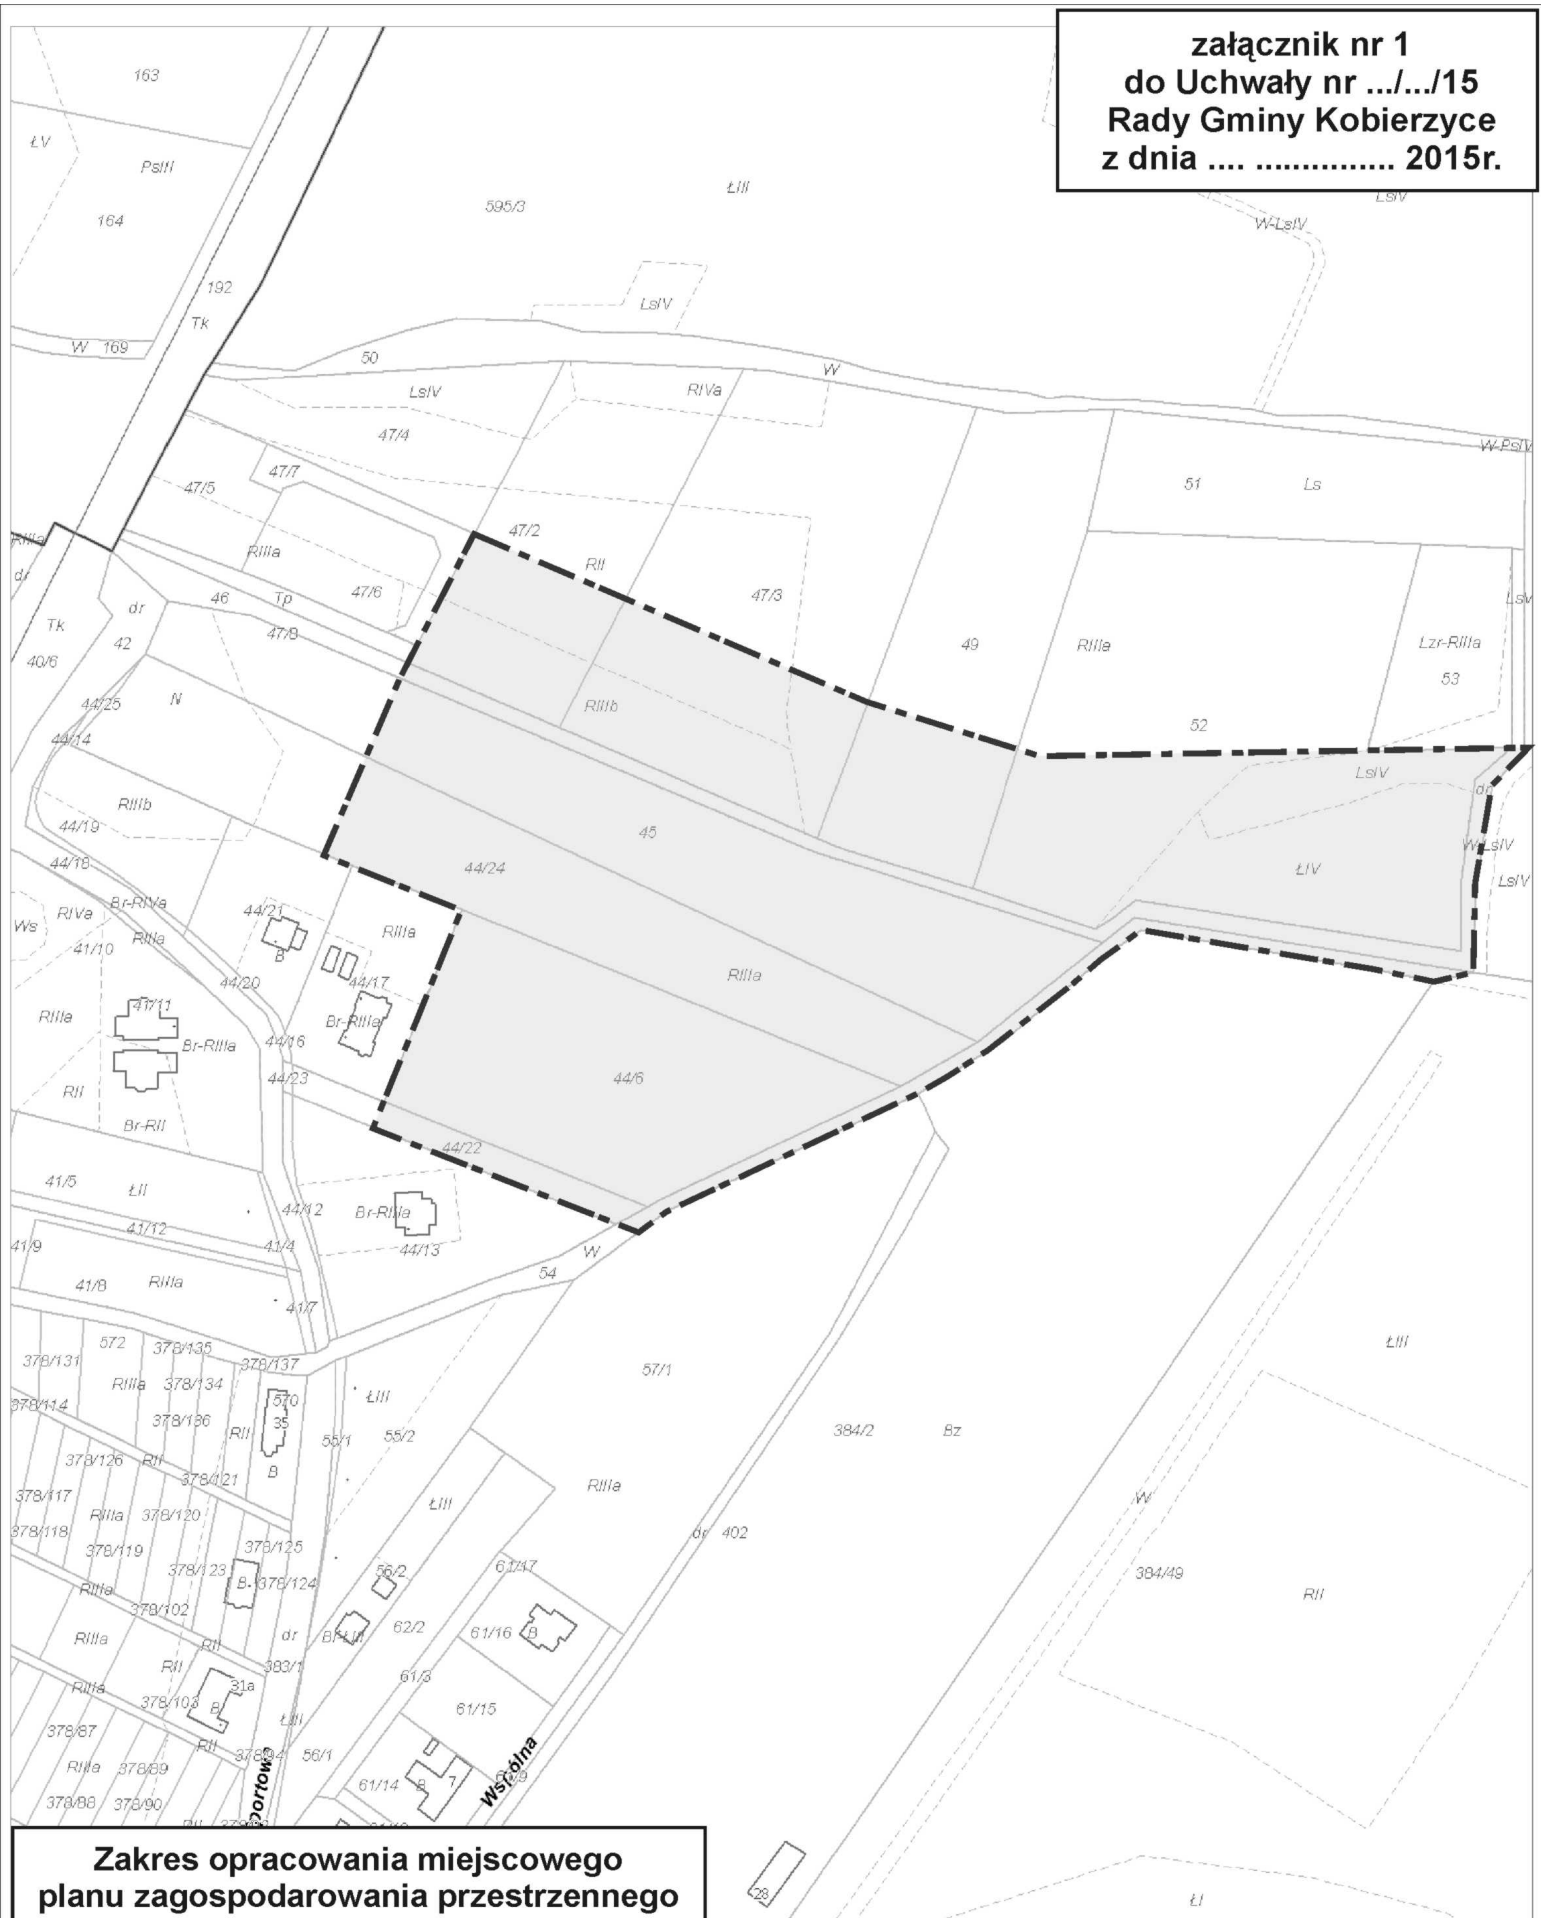 załącznik nr 1
do Uchwały nr .../.../15
Rady Gminy Kobierzyce
z dnia .... ............... 2015r.
163
ŁV
PsIII
164
ŁIII
595/3
LsIV
W-LsIV
192
LsIV
Tk
W 169
50
W
LsIV
RIVa
47/4
W-PsIV
47/7
47/5
51
Ls
47/2
RIIIa
RIIIa
RII
dr
47/6
47/3
46
Tp
dr
Tk
47/8
42
49
RIIIa
Lzr-RIIIa
40/6
53
N
44/25
RIIIb
52
44/14
LsIV
dr
RIIIb
44/19
45
W-LsIV
44/18
44/24
ŁIV
LsIV
Br-RIVa
RIVa
44/21
Ws
RIIIa
RIIIa
41/10
B
RIIIa
44/20
44/17
41/11
RIIIa
Br-RIIIa
44/16
Br-RIIIa
44/23
44/6
RII
Br-RII
44/22
41/5
ŁII
44/12
Br-RIIIa
41/12
41/9
41/4
44/13
W
54
41/8
RIIIa
41/7
572
378/135
378/131
378/137
ŁIII
57/1
RIIIa
378/134
ŁIII
378/114
570
378/136
35
RII
55/1
55/2
384/2
Bz
378/126
RII
B
378/121
RIIIa
378/117
ŁIII
W
RIIIa
378/120
378/118
dr 402
378/125
378/119
61/17
378/123
56/2
384/49
B
378/124
RIIIa
RII
378/102
62/2
dr
61/16
B
RIIIa
RII
Br-ŁIII
RII
383/1
61/3
RIIIa
31a
378/103
B
61/15
ŁIII
378/87
RII
378/94
56/1
RIIIa
378/89
61/14
B
7
Wspólna
378/88
378/90
portowa
28
ŁI
Zakres opracowania miejscowego
planu zagospodarowania przestrzennego